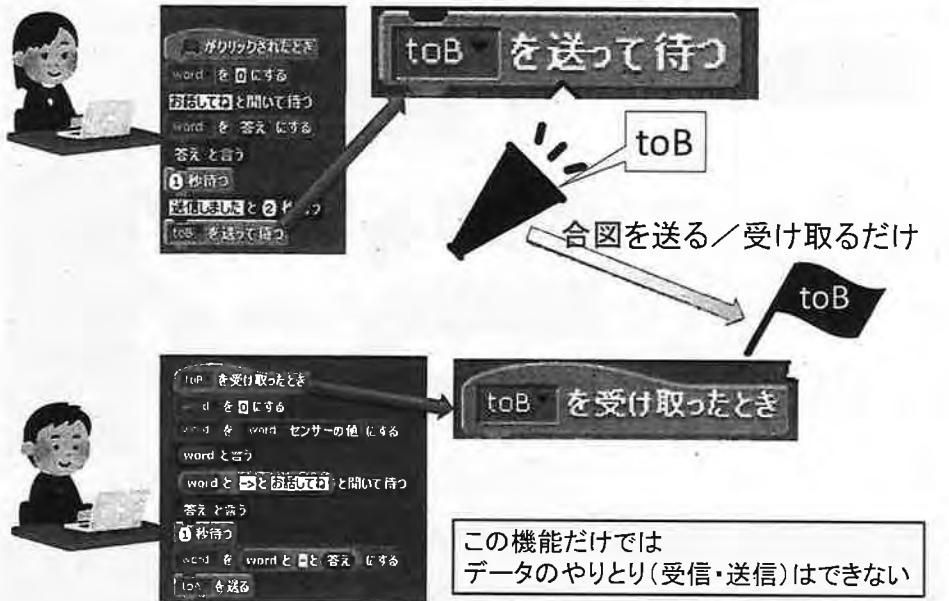 がクリックされたとき
word を 0 にする
お話してね と聞いて待つ
word を 答え にする
答え と言う
1 秒待つ
送信しました と 2 秒
toB を送って待つ
toB を送って待つ
toB
合図を送る／受け取るだけ
toB
toB を受け取ったとき
を 0 にする
を word センサーの値 にする
word と言う
word と -> と お話してね と聞いて待つ
答え と言う
1 秒待つ
word を word と - と 答え にする
を送る
toB を受け取ったとき
この機能だけでは
データのやりとり（受信・送信）はできない